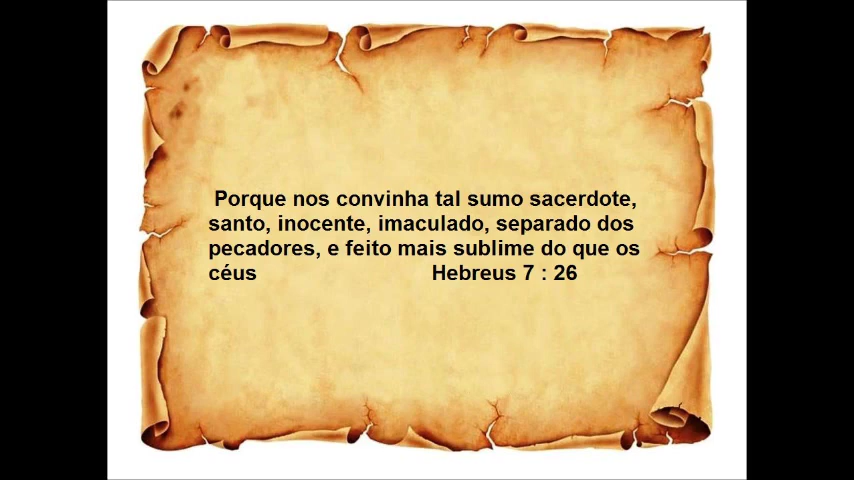 Porque nos convinha tal sumo sacerdote,
santo, inocente, imaculado, separado dos
pecadores, e feito mais sublime do que os
céus Hebreus 7 : 26